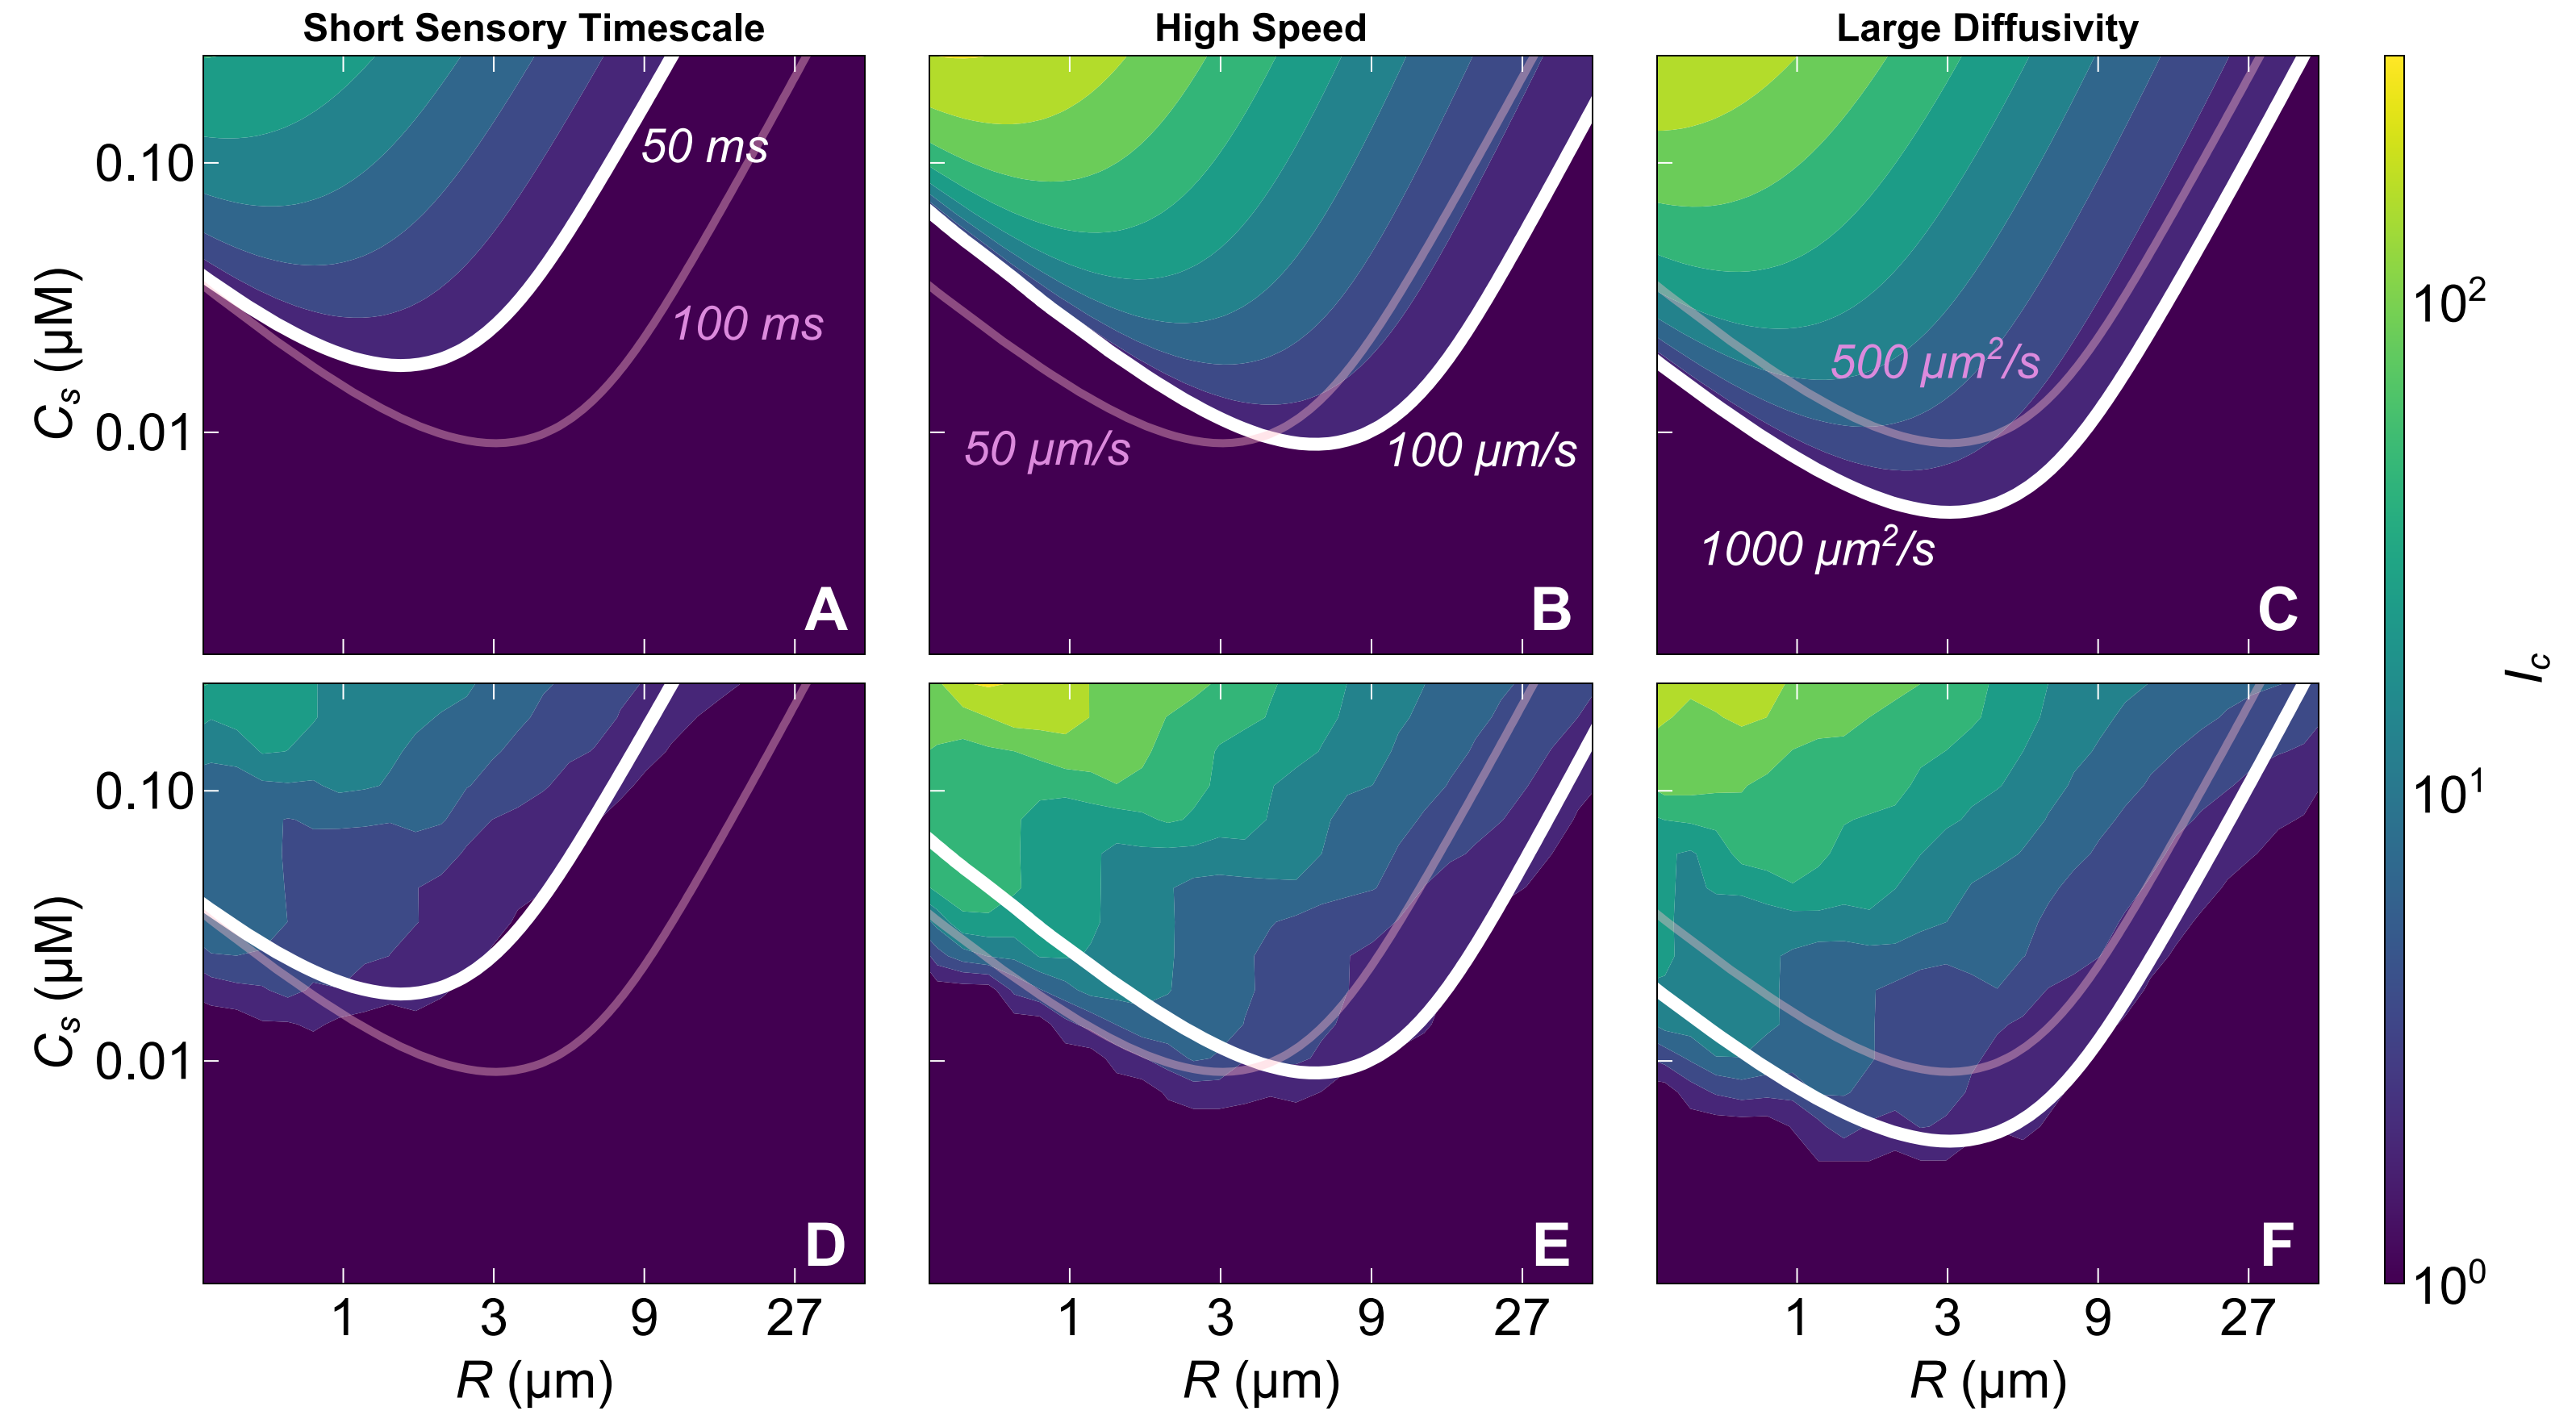 Short Sensory Timescale
High Speed
Large Diffusivity
0.10
0.01
Cₛ (µM)
50 ms
100 ms
A
50 µm/s
100 µm/s
B
500 µm²/s
1000 µm²/s
C
10²
10¹
10⁰
I_c
0.10
0.01
Cₛ (µM)
D
E
F
1 3 9 27
1 3 9 27
1 3 9 27
R (µm)
R (µm)
R (µm)